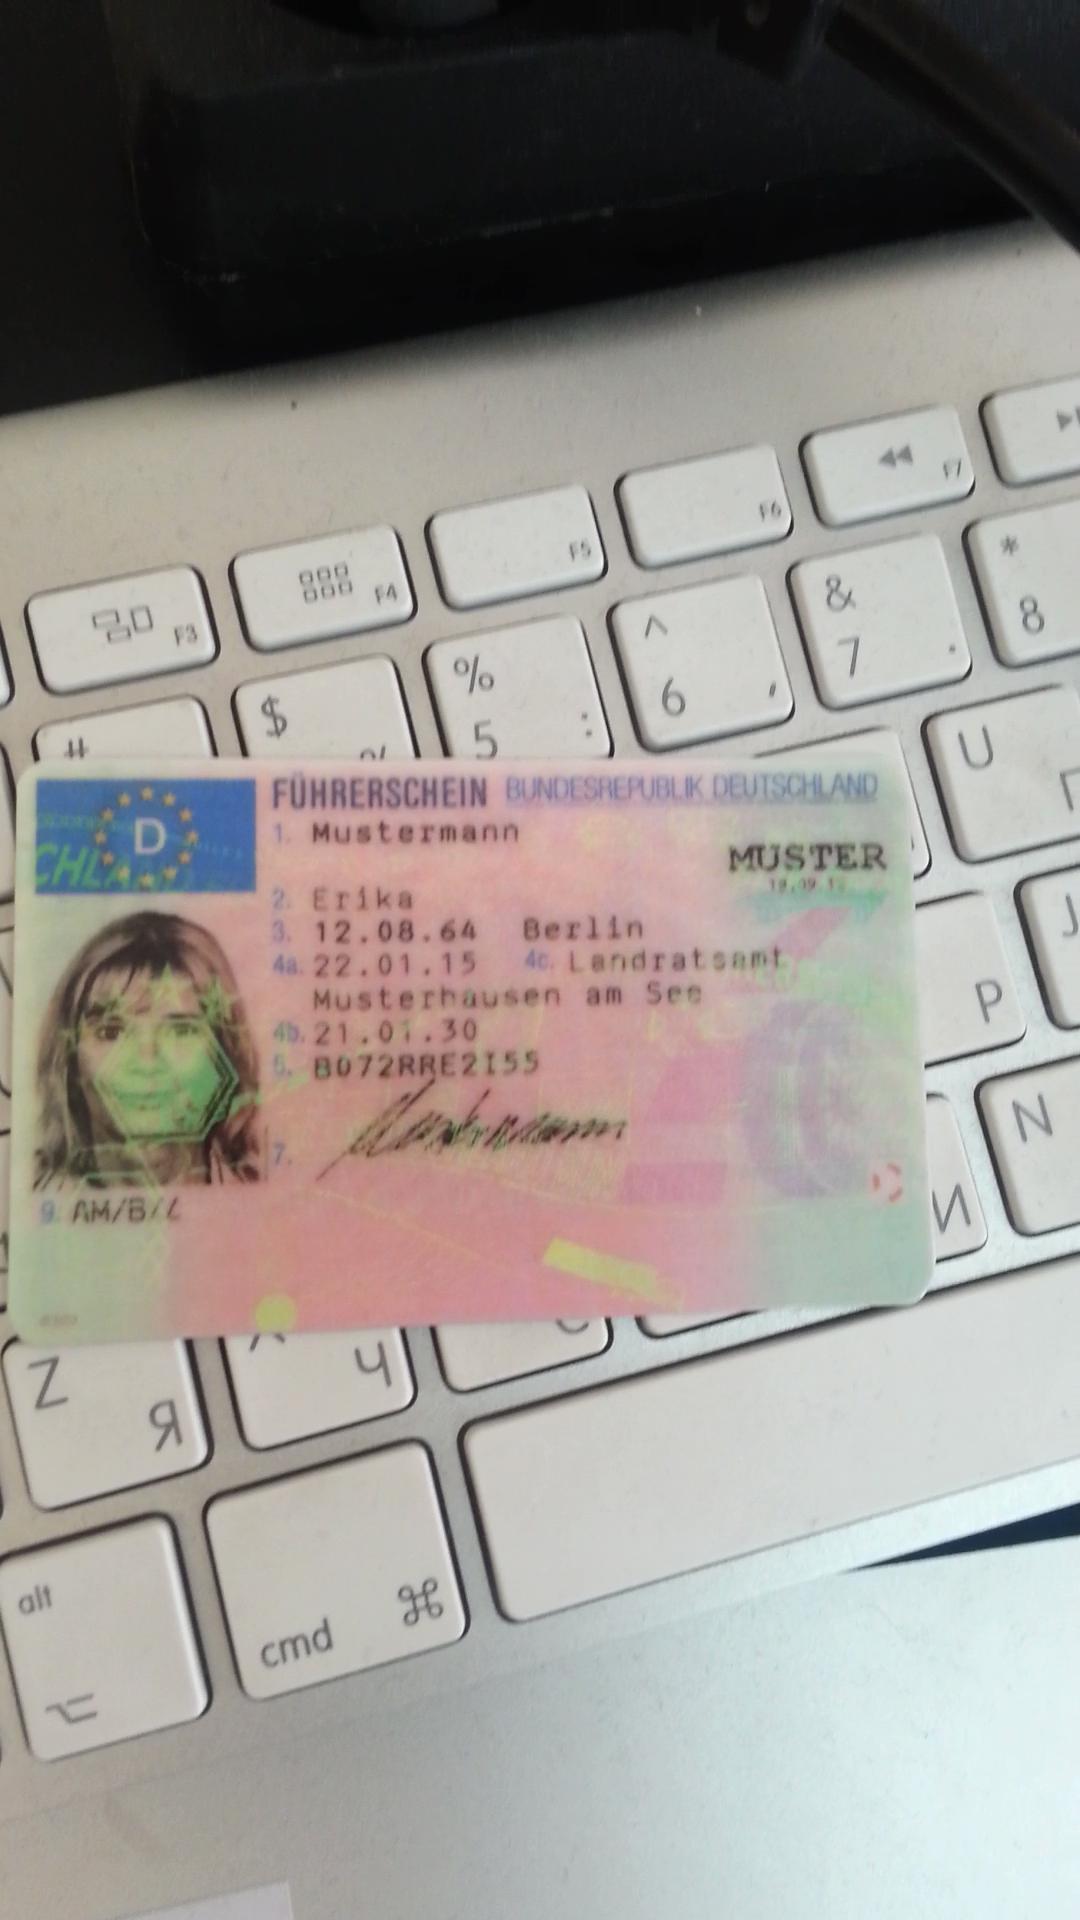 F3
F4
F5
F6
F7
#
$
%
5 :
^
6 ,
&
7 .
*
8
U
D
FÜHRERSCHEIN BUNDESREPUBLIK DEUTSCHLAND
1. Mustermann
MUSTER
2. Erika
3. 12.08.64 Berlin
4a. 22.01.15 4c. Landratsamt
Musterhausen am See
4b. 21.01.30
5. B072RRE2I55
7.
9. AM/B/L
J
P
N
И
Z
Я
Ч
alt
cmd